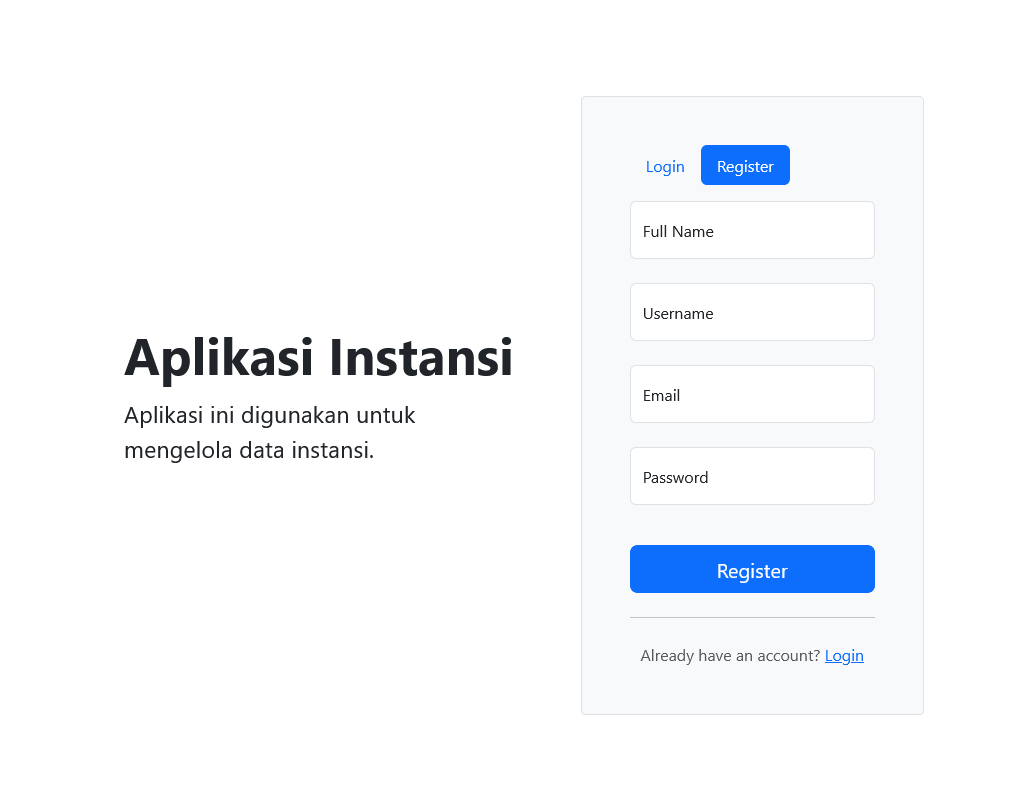 Aplikasi Instansi
Aplikasi ini digunakan untuk
mengelola data instansi.
Login
Register
Full Name
Username
Email
Password
Register
Already have an account? Login